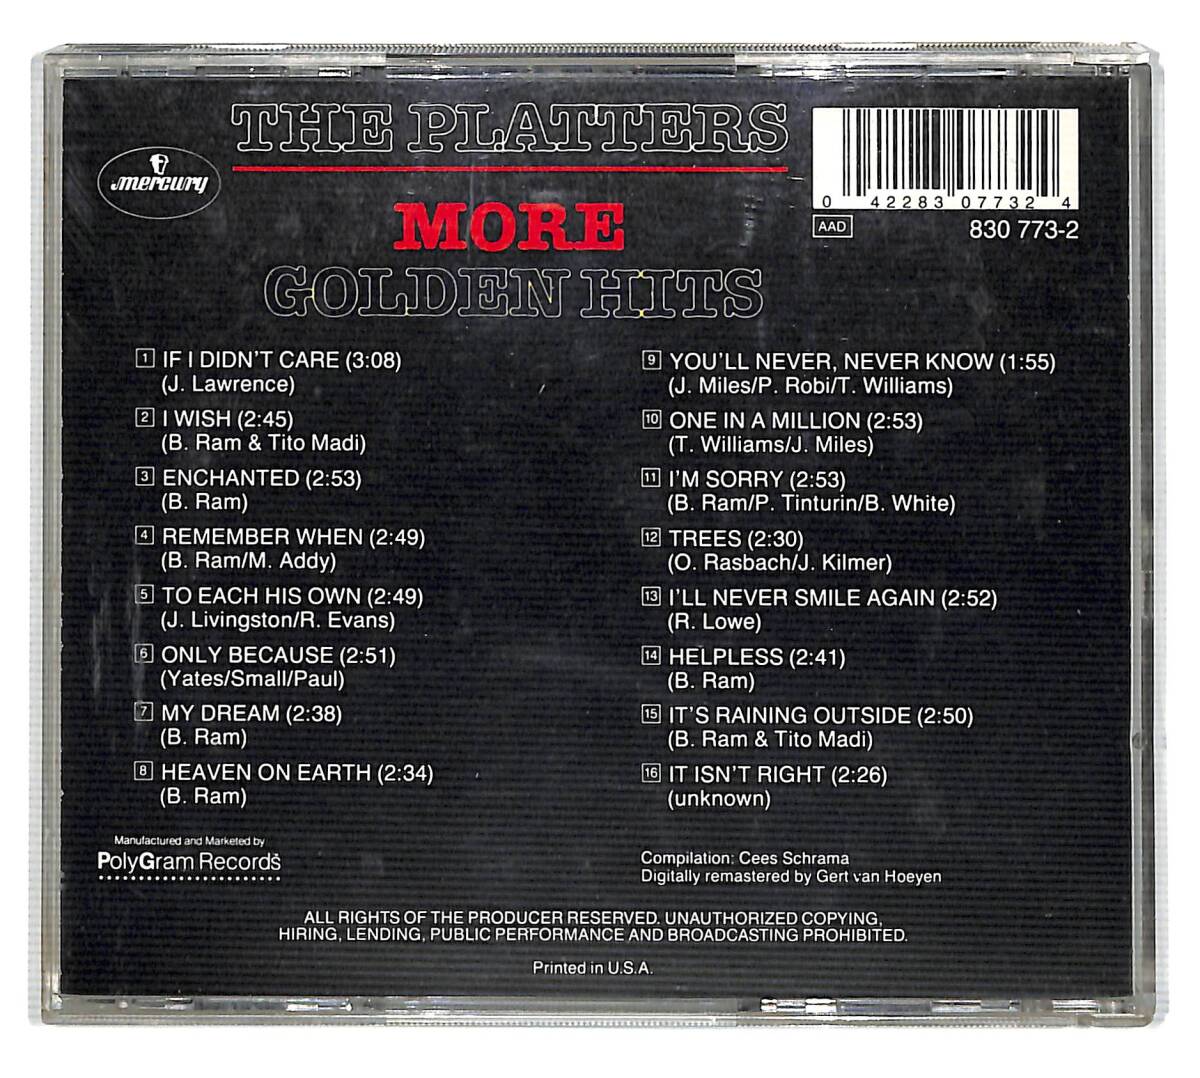 THE PLATTERS
mercury
MORE
GOLDEN HITS
0 42283 07732 4
AAD
830 773-2
1 IF I DIDN'T CARE (3:08)
(J. Lawrence)
2 I WISH (2:45)
(B. Ram & Tito Madi)
3 ENCHANTED (2:53)
(B. Ram)
4 REMEMBER WHEN (2:49)
(B. Ram/M. Addy)
5 TO EACH HIS OWN (2:49)
(J. Livingston/R. Evans)
6 ONLY BECAUSE (2:51)
(Yates/Small/Paul)
7 MY DREAM (2:38)
(B. Ram)
8 HEAVEN ON EARTH (2:34)
(B. Ram)
9 YOU'LL NEVER, NEVER KNOW (1:55)
(J. Miles/P. Robi/T. Williams)
10 ONE IN A MILLION (2:53)
(T. Williams/J. Miles)
11 I'M SORRY (2:53)
(B. Ram/P. Tinturin/B. White)
12 TREES (2:30)
(O. Rasbach/J. Kilmer)
13 I'LL NEVER SMILE AGAIN (2:52)
(R. Lowe)
14 HELPLESS (2:41)
(B. Ram)
15 IT'S RAINING OUTSIDE (2:50)
(B. Ram & Tito Madi)
16 IT ISN'T RIGHT (2:26)
(unknown)
Manufactured and Marketed by
PolyGram Records
Compilation: Cees Schrama
Digitally remastered by Gert van Hoeyen
ALL RIGHTS OF THE PRODUCER RESERVED. UNAUTHORIZED COPYING,
HIRING, LENDING, PUBLIC PERFORMANCE AND BROADCASTING PROHIBITED.
Printed in U.S.A.